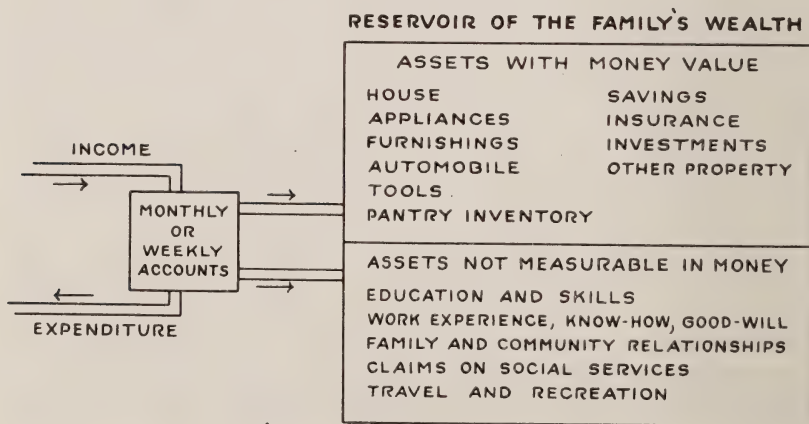 RESERVOIR OF THE FAMILY'S WEALTH
ASSETS WITH MONEY VALUE
HOUSE
APPLIANCES
FURNISHINGS
AUTOMOBILE
TOOLS
PANTRY INVENTORY
SAVINGS
INSURANCE
INVESTMENTS
OTHER PROPERTY
INCOME
MONTHLY
OR
WEEKLY
ACCOUNTS
EXPENDITURE
ASSETS NOT MEASURABLE IN MONEY
EDUCATION AND SKILLS
WORK EXPERIENCE, KNOW-HOW, GOOD-WILL
FAMILY AND COMMUNITY RELATIONSHIPS
CLAIMS ON SOCIAL SERVICES
TRAVEL AND RECREATION